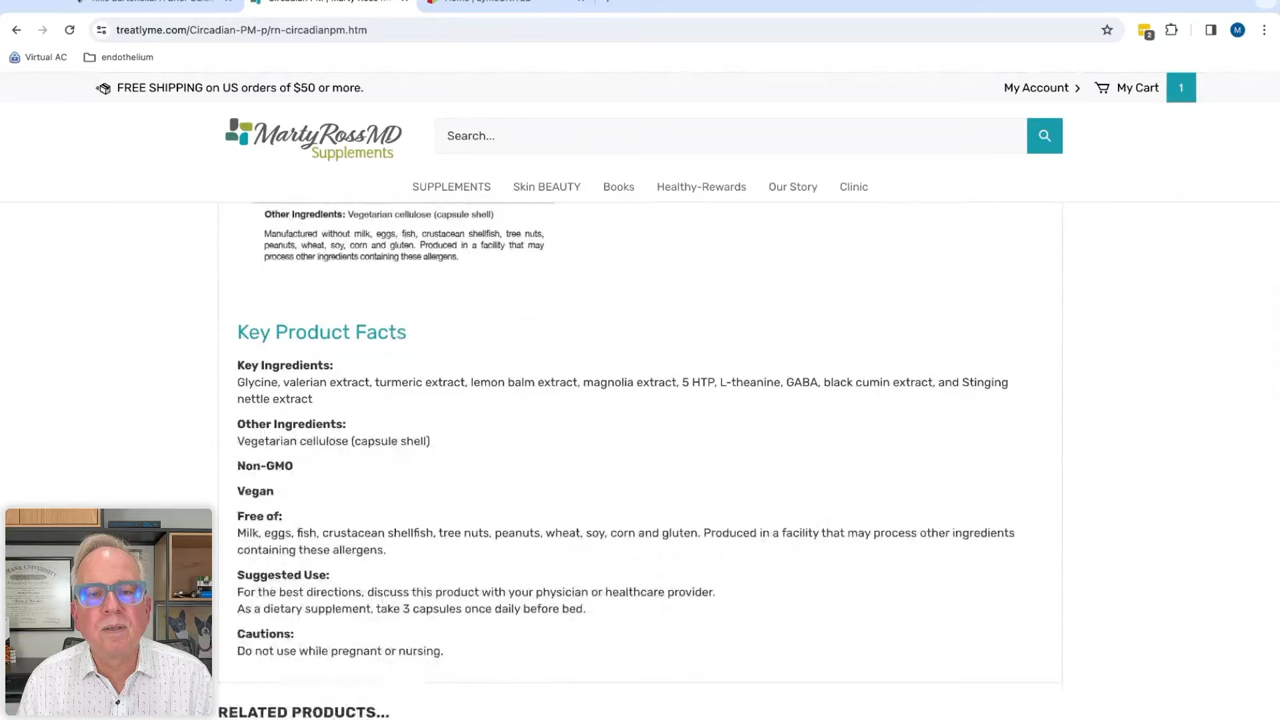 Circadian PM | Marty Ross M
treatlyme.com/Circadian-PM-p/rn-circadianpm.htm
2
M
Virtual AC
endothelium
FREE SHIPPING on US orders of $50 or more.
My Account
My Cart
1
MartyRossMD
Supplements
Search...
SUPPLEMENTS
Skin BEAUTY
Books
Healthy-Rewards
Our Story
Clinic
Other Ingredients: Vegetarian cellulose (capsule shell)
Manufactured without milk, eggs, fish, crustacean shellfish, tree nuts,
peanuts, wheat, soy, corn and gluten. Produced in a facility that may
process other ingredients containing these allergens.
Key Product Facts
Key Ingredients:
Glycine, valerian extract, turmeric extract, lemon balm extract, magnolia extract, 5 HTP, L-theanine, GABA, black cumin extract, and Stinging
nettle extract
Other Ingredients:
Vegetarian cellulose (capsule shell)
Non-GMO
Vegan
Free of:
Milk, eggs, fish, crustacean shellfish, tree nuts, peanuts, wheat, soy, corn and gluten. Produced in a facility that may process other ingredients
containing these allergens.
Suggested Use:
For the best directions, discuss this product with your physician or healthcare provider.
As a dietary supplement, take 3 capsules once daily before bed.
Cautions:
Do not use while pregnant or nursing.
RELATED PRODUCTS...